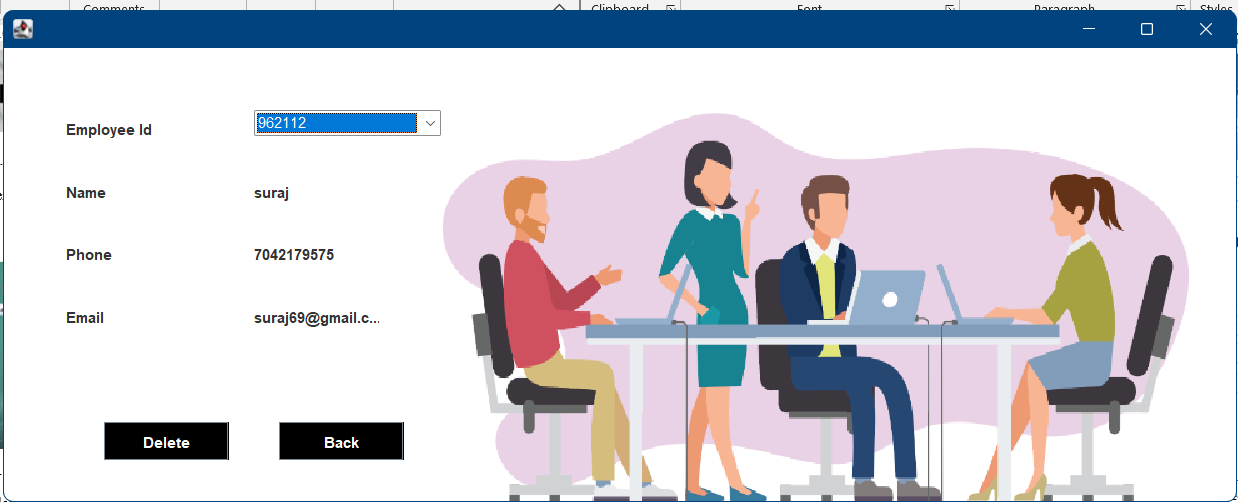 Comments
Clipboard
Font
Paragraph
Styles
Employee Id
962112
Name
suraj
Phone
7042179575
Email
suraj69@gmail.c...
Delete
Back